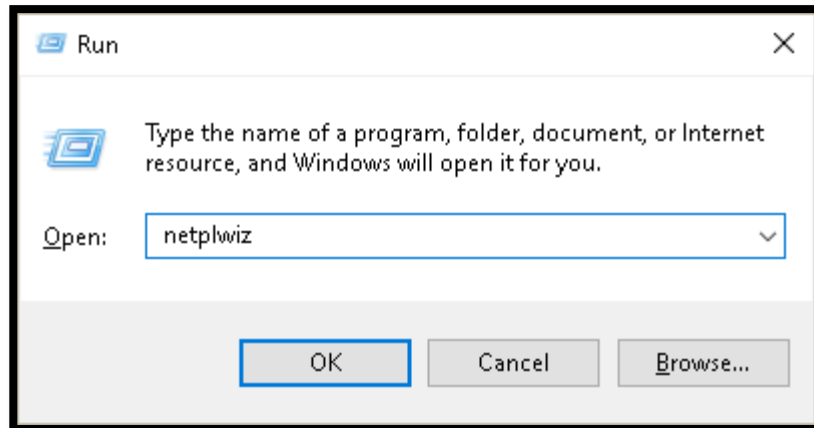 Run
Type the name of a program, folder, document, or Internet
resource, and Windows will open it for you.
Open: netplwiz
OK Cancel Browse...